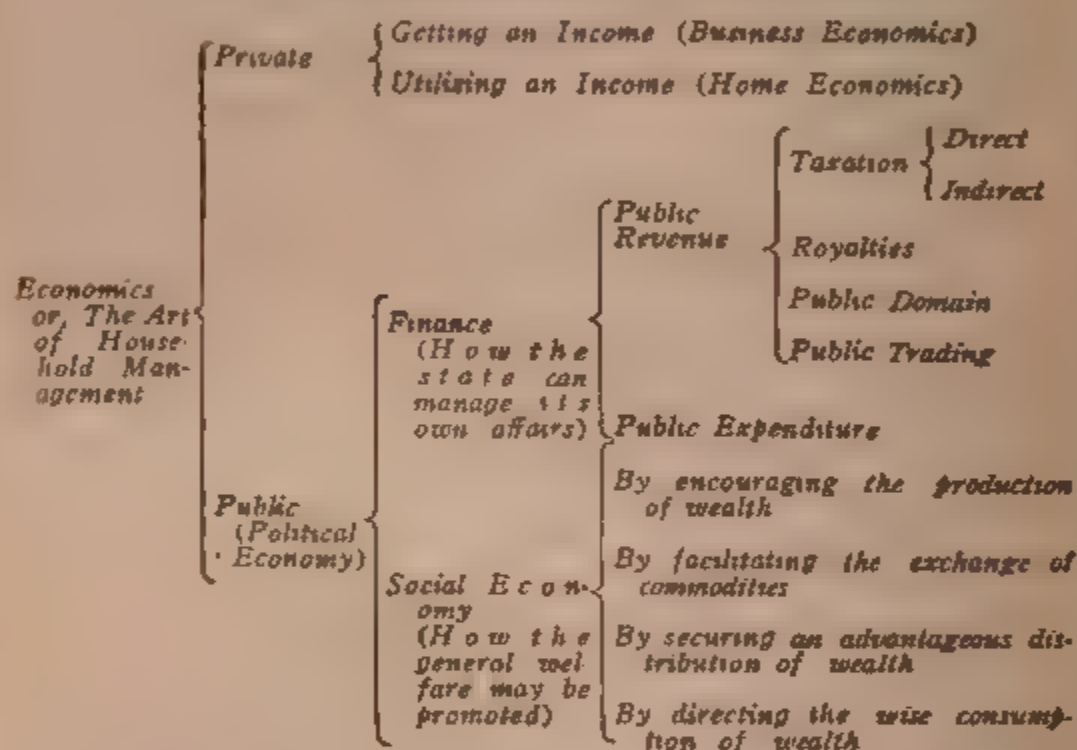 Private
Getting an Income (Business Economics)
Utilizing an Income (Home Economics)
Economics
or, The Art
of House-
hold Man-
agement
Public
(Political
Economy)
Finance
(How the
state can
manage its
own affairs)
Public
Revenue
Taxation
Direct
Indirect
Royalties
Public Domain
Public Trading
Public Expenditure
Social Econ-
omy
(How the
general wel-
fare may be
promoted)
By encouraging the production
of wealth
By facilitating the exchange of
commodities
By securing an advantageous dis-
tribution of wealth
By directing the wise consump-
tion of wealth